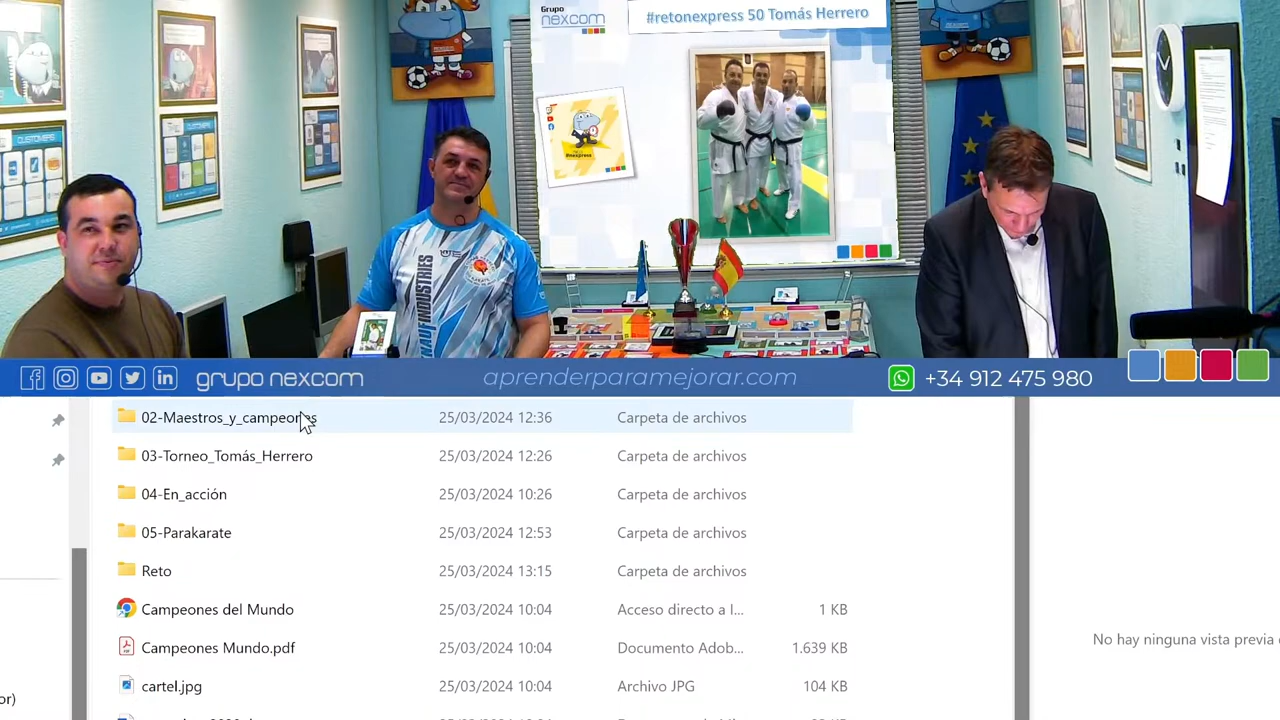 Grupo
nexcom
#retonexpress 50 Tomás Herrero
#nexpress
CUSTOMERS
NAUF INDUSTRIES
grupo nexcom
aprenderparamejorar.com
+34 912 475 980
02-Maestros_y_campeones 25/03/2024 12:36 Carpeta de archivos
03-Torneo_Tomás_Herrero 25/03/2024 12:26 Carpeta de archivos
04-En_acción 25/03/2024 10:26 Carpeta de archivos
05-Parakarate 25/03/2024 12:53 Carpeta de archivos
Reto 25/03/2024 13:15 Carpeta de archivos
Campeones del Mundo 25/03/2024 10:04 Acceso directo a I... 1 KB
Campeones Mundo.pdf 25/03/2024 10:04 Documento Adob... 1.639 KB
cartel.jpg 25/03/2024 10:04 Archivo JPG 104 KB
No hay ninguna vista previa
or)